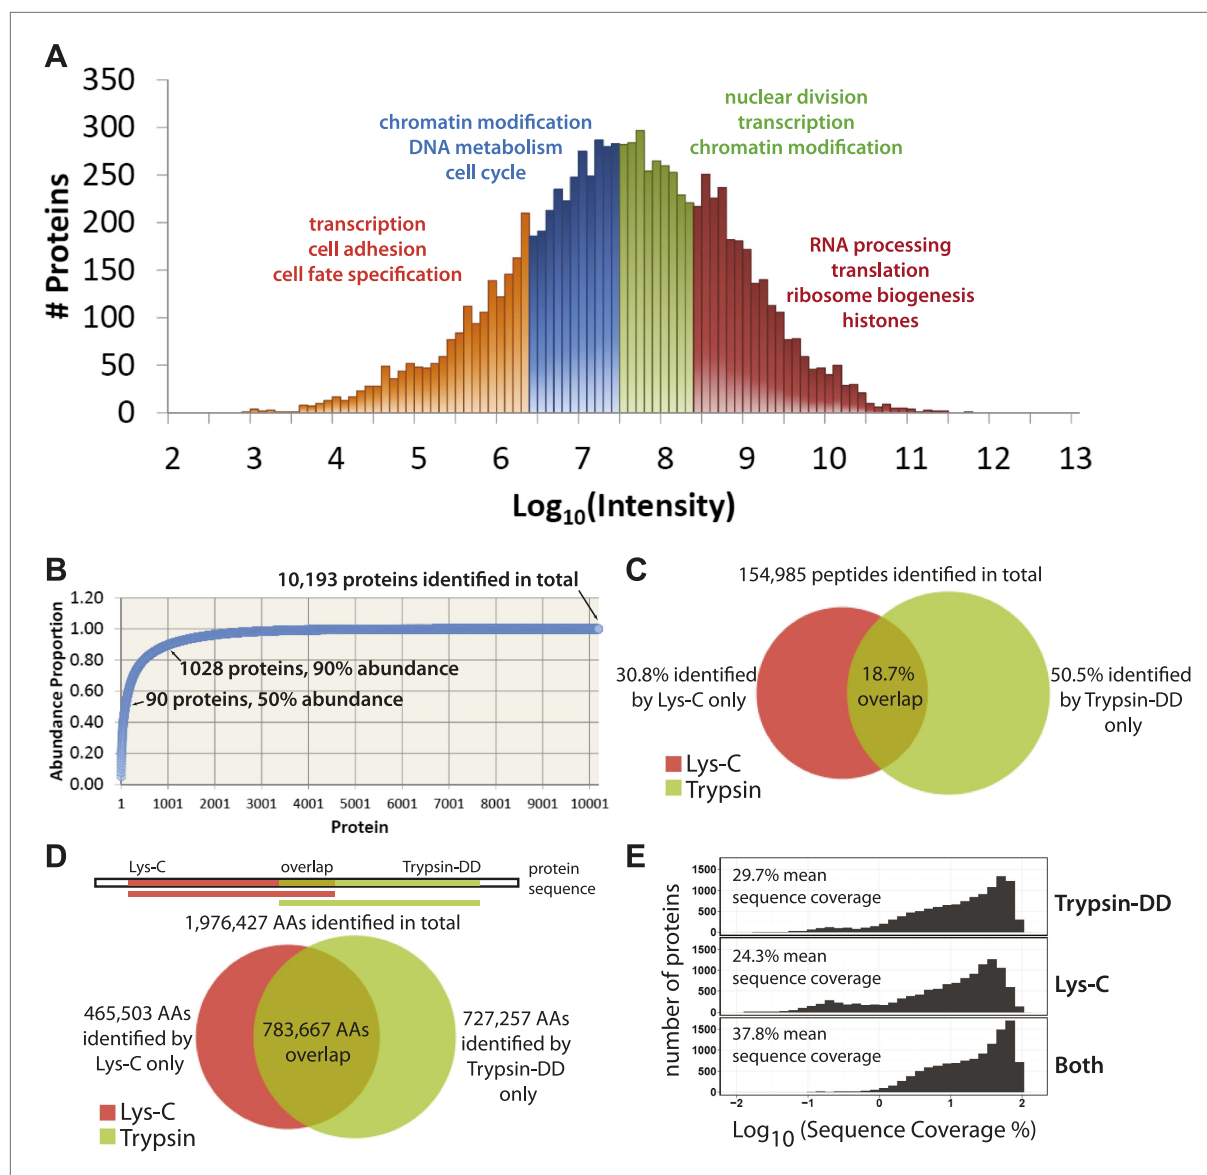 A
350
300
250
200
150
100
50
0
# Proteins
chromatin modification
DNA metabolism
cell cycle
nuclear division
transcription
chromatin modification
transcription
cell adhesion
cell fate specification
RNA processing
translation
ribosome biogenesis
histones
2 3 4 5 6 7 8 9 10 11 12 13
Log10(Intensity)
B
10,193 proteins identified in total
1.20
1.00
0.80
0.60
0.40
0.20
0.00
Abundance Proportion
1028 proteins, 90% abundance
90 proteins, 50% abundance
1 1001 2001 3001 4001 5001 6001 7001 8001 9001 10001
Protein
C
154,985 peptides identified in total
30.8% identified
by Lys-C only
18.7%
overlap
50.5% identified
by Trypsin-DD
only
Lys-C
Trypsin
D
Lys-C overlap Trypsin-DD
protein
sequence
1,976,427 AAs identified in total
465,503 AAs
identified by
Lys-C only
783,667 AAs
overlap
727,257 AA
identified by
Trypsin-DD
only
Lys-C
Trypsin
E
number of proteins
1500
1000
500
0
29.7% mean
sequence coverage
Trypsin-DD
1500
1000
500
0
24.3% mean
sequence coverage
Lys-C
1500
1000
500
0
37.8% mean
sequence coverage
Both
−2 −1 0 1 2
Log10 (Sequence Coverage %)